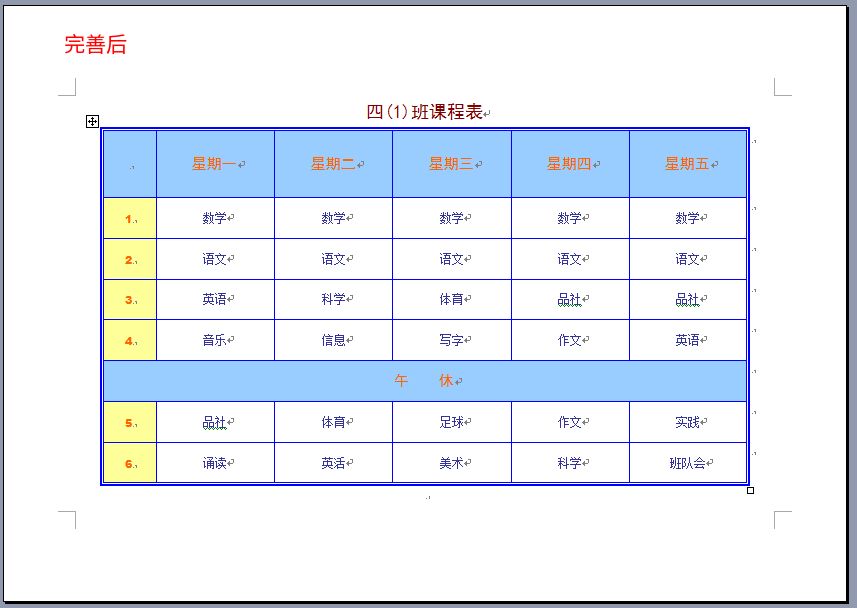 完善后
四(1)班课程表
星期一 星期二 星期三 星期四 星期五
1. 数学 数学 数学 数学 数学
2. 语文 语文 语文 语文 语文
3. 英语 科学 体育 品社 品社
4. 音乐 信息 写字 作文 英语
午 休
5. 品社 体育 足球 作文 实践
6. 诵读 英活 美术 科学 班队会